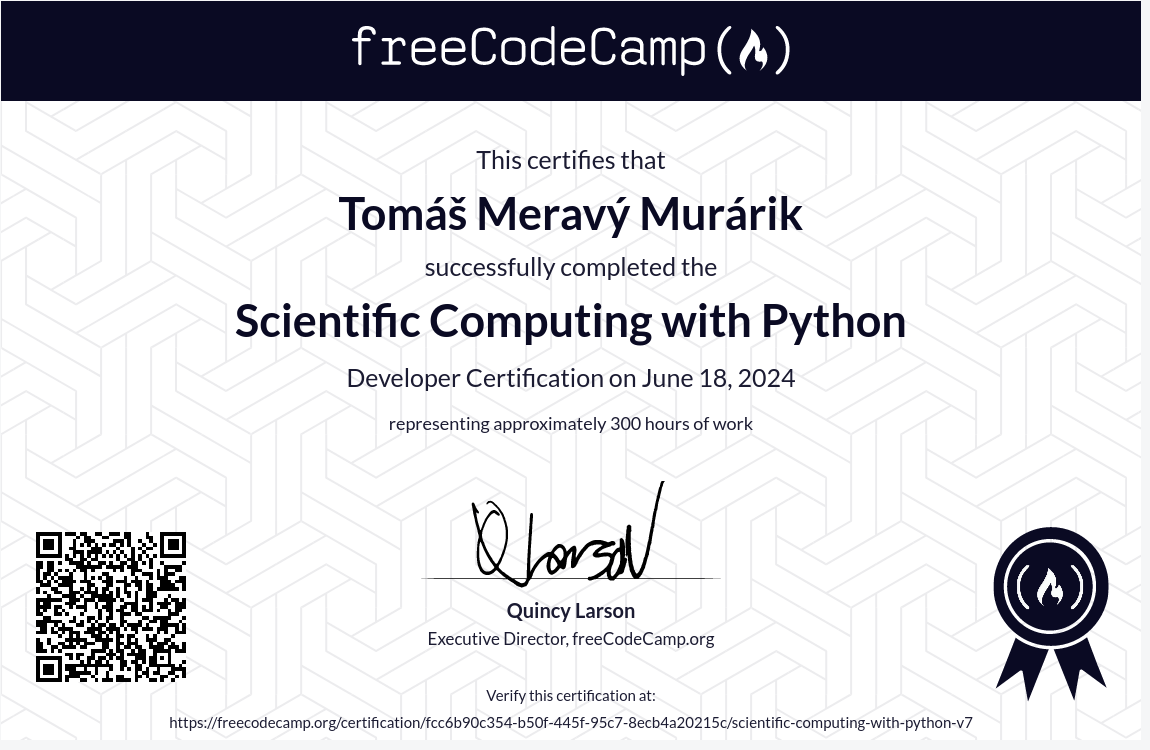 freeCodeCamp
This certifies that
Tomáš Meravý Murárik
successfully completed the
Scientific Computing with Python
Developer Certification on June 18, 2024
representing approximately 300 hours of work
Q Larson
Quincy Larson
Executive Director, freeCodeCamp.org
Verify this certification at:
https://freecodecamp.org/certification/fcc6b90c354-b50f-445f-95c7-8ecb4a20215c/scientific-computing-with-python-v7